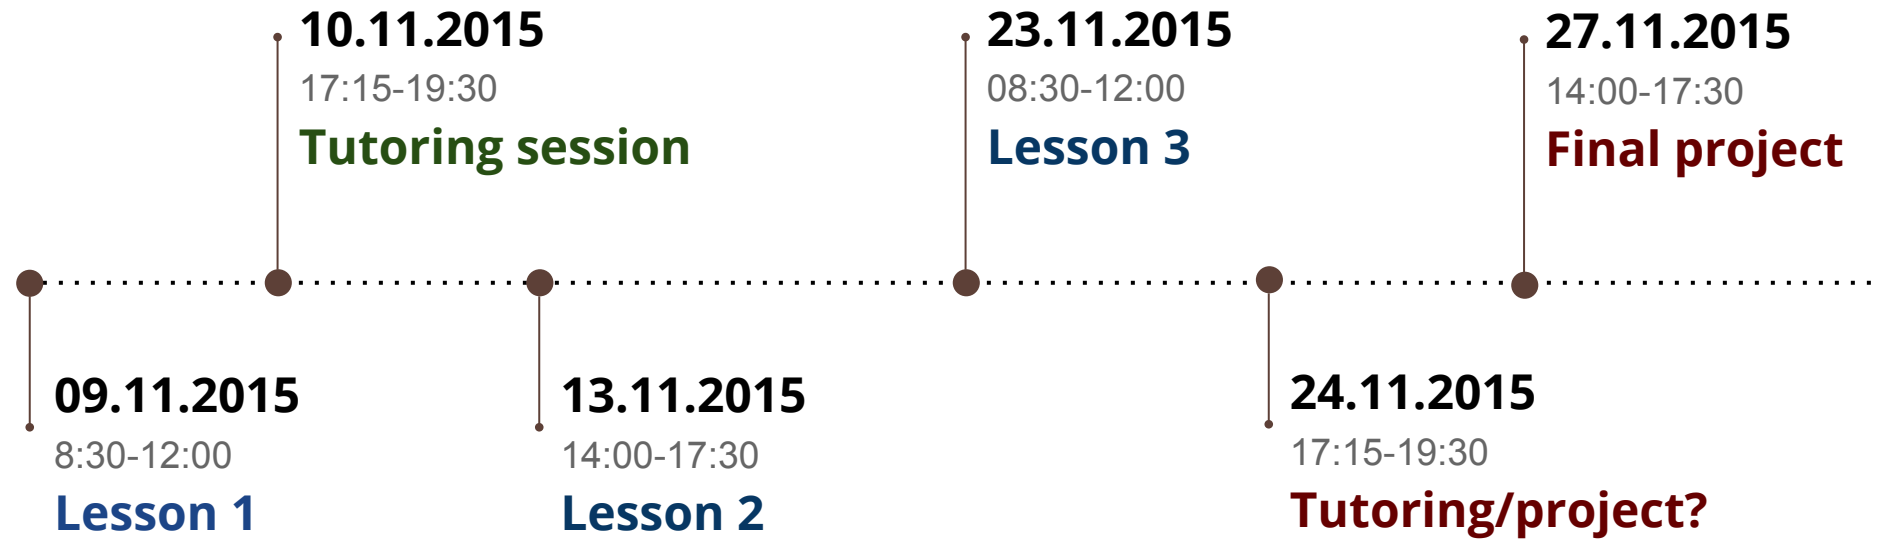 10.11.2015
17:15-19:30
Tutoring session
23.11.2015
08:30-12:00
Lesson 3
27.11.2015
14:00-17:30
Final project
09.11.2015
8:30-12:00
Lesson 1
13.11.2015
14:00-17:30
Lesson 2
24.11.2015
17:15-19:30
Tutoring/project?